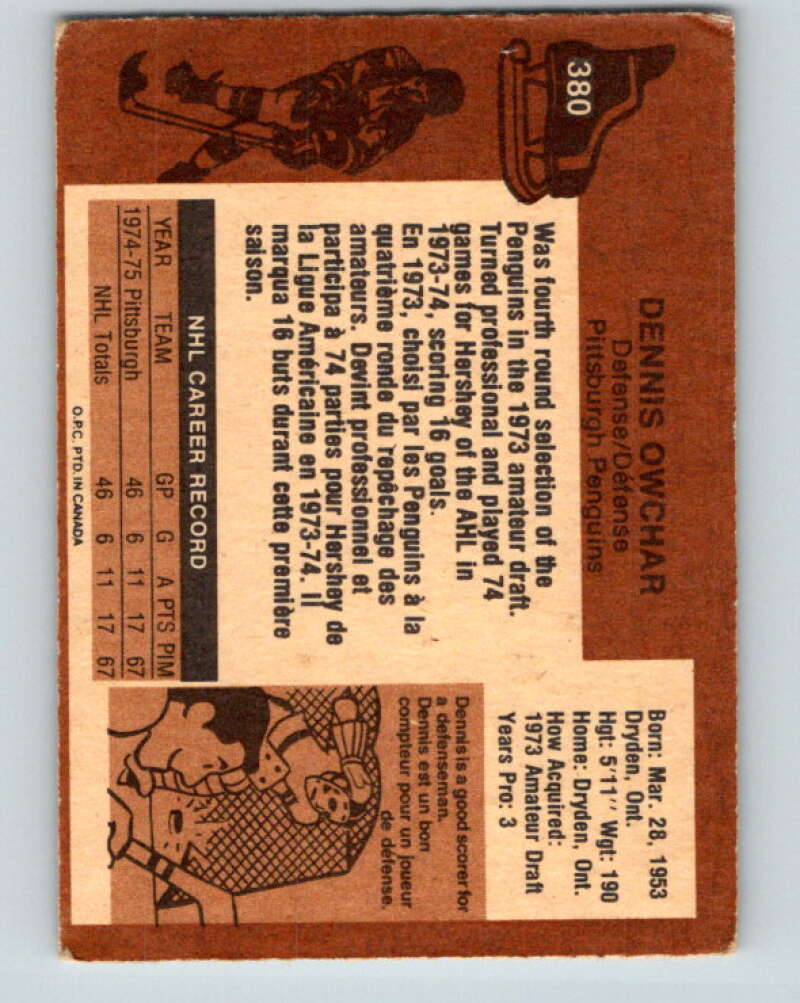 380
DENNIS OWCHAR
Defense/Défense
Pittsburgh Penguins
Born: Mar. 28, 1953
Dryden, Ont.
Hgt: 5'11" Wgt: 190
Home: Dryden, Ont.
How Acquired:
1973 Amateur Draft
Years Pro: 3
Was fourth round selection of the
Penguins in the 1973 amateur draft.
Turned professional and played 74
games for Hershey of the AHL in
1973-74, scoring 16 goals.
En 1973, choisi par les Penguins à la
quatrième ronde du repêchage des
amateurs. Devint professionnel et
participa à 74 parties pour Hershey de
la Ligue Américaine en 1973-74. Il
marqua 16 buts durant cette première
saison.
Dennis is a good scorer for
a defenseman.
Dennis est un bon
compteur pour un joueur
de défense.
NHL CAREER RECORD
YEAR TEAM GP G A PTS PIM
1974-75 Pittsburgh 46 6 11 17 67
NHL Totals 46 6 11 17 67
O.P.C. PTD. IN CANADA